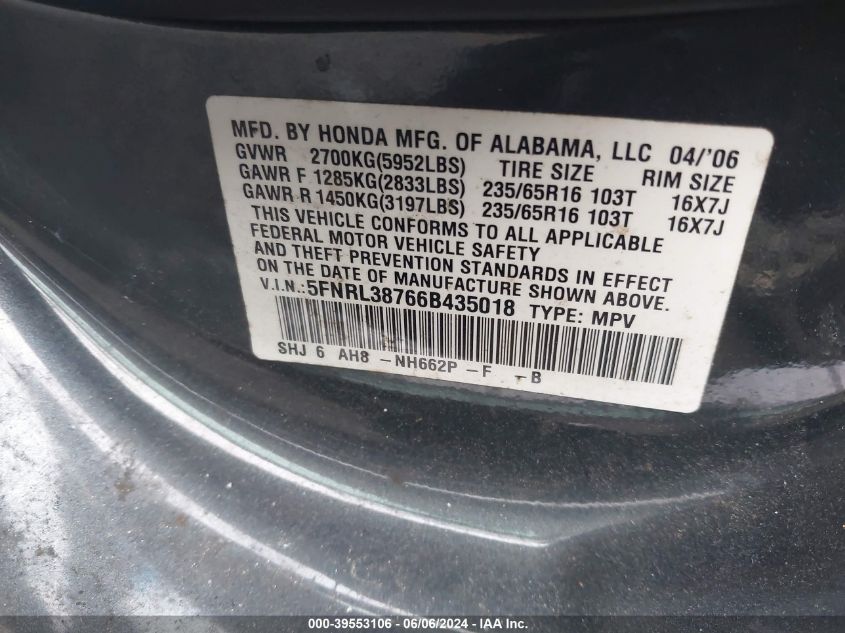 MFD. BY HONDA MFG. OF ALABAMA, LLC 04/'06
GVWR 2700KG(5952LBS) TIRE SIZE RIM SIZE
GAWR F 1285KG(2833LBS) 235/65R16 103T 16X7J
GAWR R 1450KG(3197LBS) 235/65R16 103T 16X7J
THIS VEHICLE CONFORMS TO ALL APPLICABLE
FEDERAL MOTOR VEHICLE SAFETY
AND THEFT PREVENTION STANDARDS IN EFFECT
ON THE DATE OF MANUFACTURE SHOWN ABOVE.
V.I.N.: 5FNRL38766B435018 TYPE: MPV
SHJ 6 AH8 - NH662P - F - B
000-39553106 - 06/06/2024 - IAA Inc.